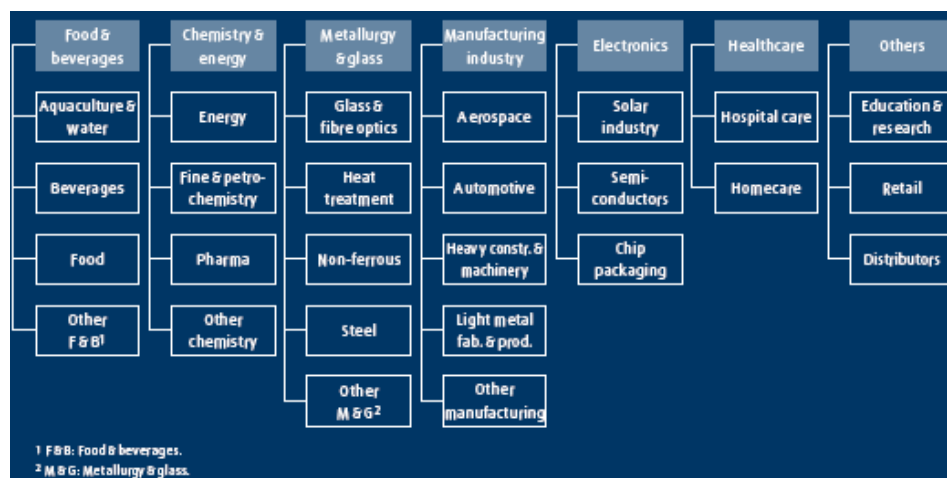 Food &
beverages
Aquaculture &
water
Beverages
Food
Other
F & B¹
Chemistry &
energy
Energy
Fine & petro-
chemistry
Pharma
Other
chemistry
Metallurgy
& glass
Glass &
fibre optics
Heat
treatment
Non-ferrous
Steel
Other
M & G²
Manufacturing
industry
Aerospace
Automotive
Heavy constr. &
machinery
Light metal
fab. & prod.
Other
manufacturing
Electronics
Solar
industry
Semi-
conductors
Chip
packaging
Healthcare
Hospital care
Homecare
Others
Education &
research
Retail
Distributors
¹ F & B: Food & beverages.
² M & G: Metallurgy & glass.